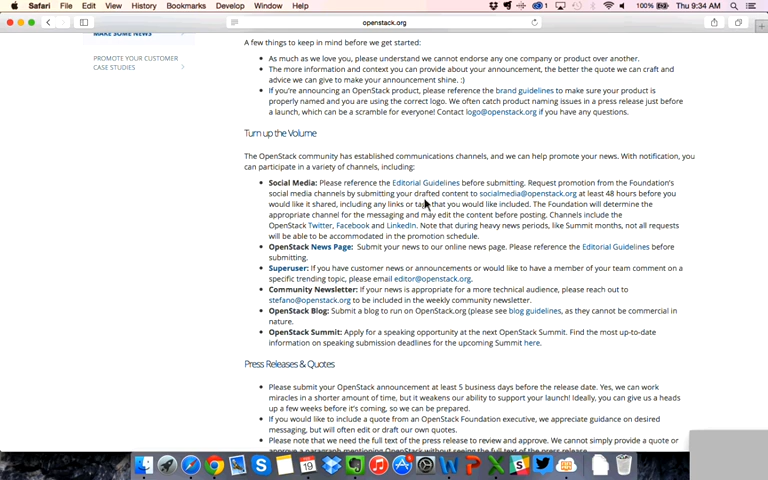 Safari File Edit View History Bookmarks Develop Window Help 100% Thu 9:34 AM
openstack.org
MAKE SOME NEWS
PROMOTE YOUR CUSTOMER
CASE STUDIES
A few things to keep in mind before we get started:
As much as we love you, please understand we cannot endorse any one company or product over another.
The more information and context you can provide about your announcement, the better the quote we can craft and
advice we can give to make your announcement shine. :)
If you're announcing an OpenStack product, please reference the brand guidelines to make sure your product is
properly named and you are using the correct logo. We often catch product naming issues in a press release just before
a launch, which can be a scramble for everyone! Contact logo@openstack.org if you have any questions.
Turn up the Volume
The OpenStack community has established communications channels, and we can help promote your news. With notification, you
can participate in a variety of channels, including:
Social Media: Please reference the Editorial Guidelines before submitting. Request promotion from the Foundation's
social media channels by submitting your drafted content to socialmedia@openstack.org at least 48 hours before you
would like it shared, including any links or tags that you would like included. The Foundation will determine the
appropriate channel for the messaging and may edit the content before posting. Channels include the
OpenStack Twitter, Facebook and LinkedIn. Note that during heavy news periods, like Summit months, not all requests
will be able to be accommodated in the promotion schedule.
OpenStack News Page: Submit your news to our online news page. Please reference the Editorial Guidelines before
submitting.
Superuser: If you have customer news or announcements or would like to have a member of your team comment on a
specific trending topic, please email editor@openstack.org.
Community Newsletter: If your news is appropriate for a more technical audience, please reach out to
stefano@openstack.org to be included in the weekly community newsletter.
OpenStack Blog: Submit a blog to run on OpenStack.org (please see blog guidelines, as they cannot be commercial in
nature.
OpenStack Summit: Apply for a speaking opportunity at the next OpenStack Summit. Find the most up-to-date
information on speaking submission deadlines for the upcoming Summit here.
Press Releases & Quotes
Please submit your OpenStack announcement at least 5 business days before the release date. Yes, we can work
miracles in a shorter amount of time, but it weakens our ability to support your launch! Ideally, you can give us a heads
up a few weeks before it's coming, so we can be prepared.
If you would like to include a quote from an OpenStack Foundation executive, we appreciate guidance on desired
messaging, but will often edit or draft our own quotes.
Please note that we need the full text of the press release to review and approve. We cannot simply provide a quote or
approve a paragraph mentioning OpenStack without seeing the full press release.
19